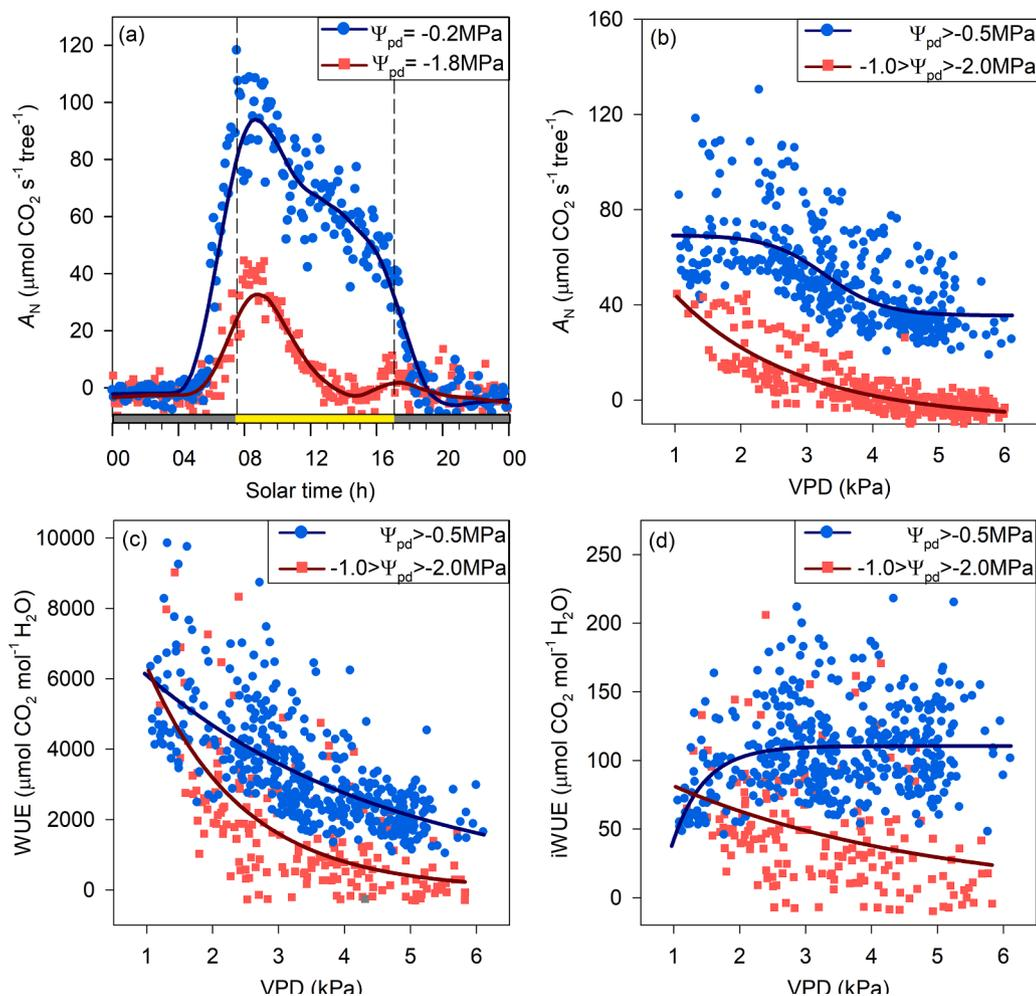 (a)
Ψpd= -0.2MPa
Ψpd= -1.8MPa
120
100
80
60
40
20
0
AN (µmol CO2 s-1 tree-1)
00 04 08 12 16 20 00
Solar time (h)
(b)
Ψpd>-0.5MPa
-1.0>Ψpd>-2.0MPa
160
120
80
40
0
AN (µmol CO2 s-1 tree-1)
1 2 3 4 5 6
VPD (kPa)
(c)
Ψpd>-0.5MPa
-1.0>Ψpd>-2.0MPa
10000
8000
6000
4000
2000
0
WUE (µmol CO2 mol-1 H2O)
1 2 3 4 5 6
VPD (kPa)
(d)
Ψpd>-0.5MPa
-1.0>Ψpd>-2.0MPa
250
200
150
100
50
0
iWUE (µmol CO2 mol-1 H2O)
1 2 3 4 5 6
VPD (kPa)